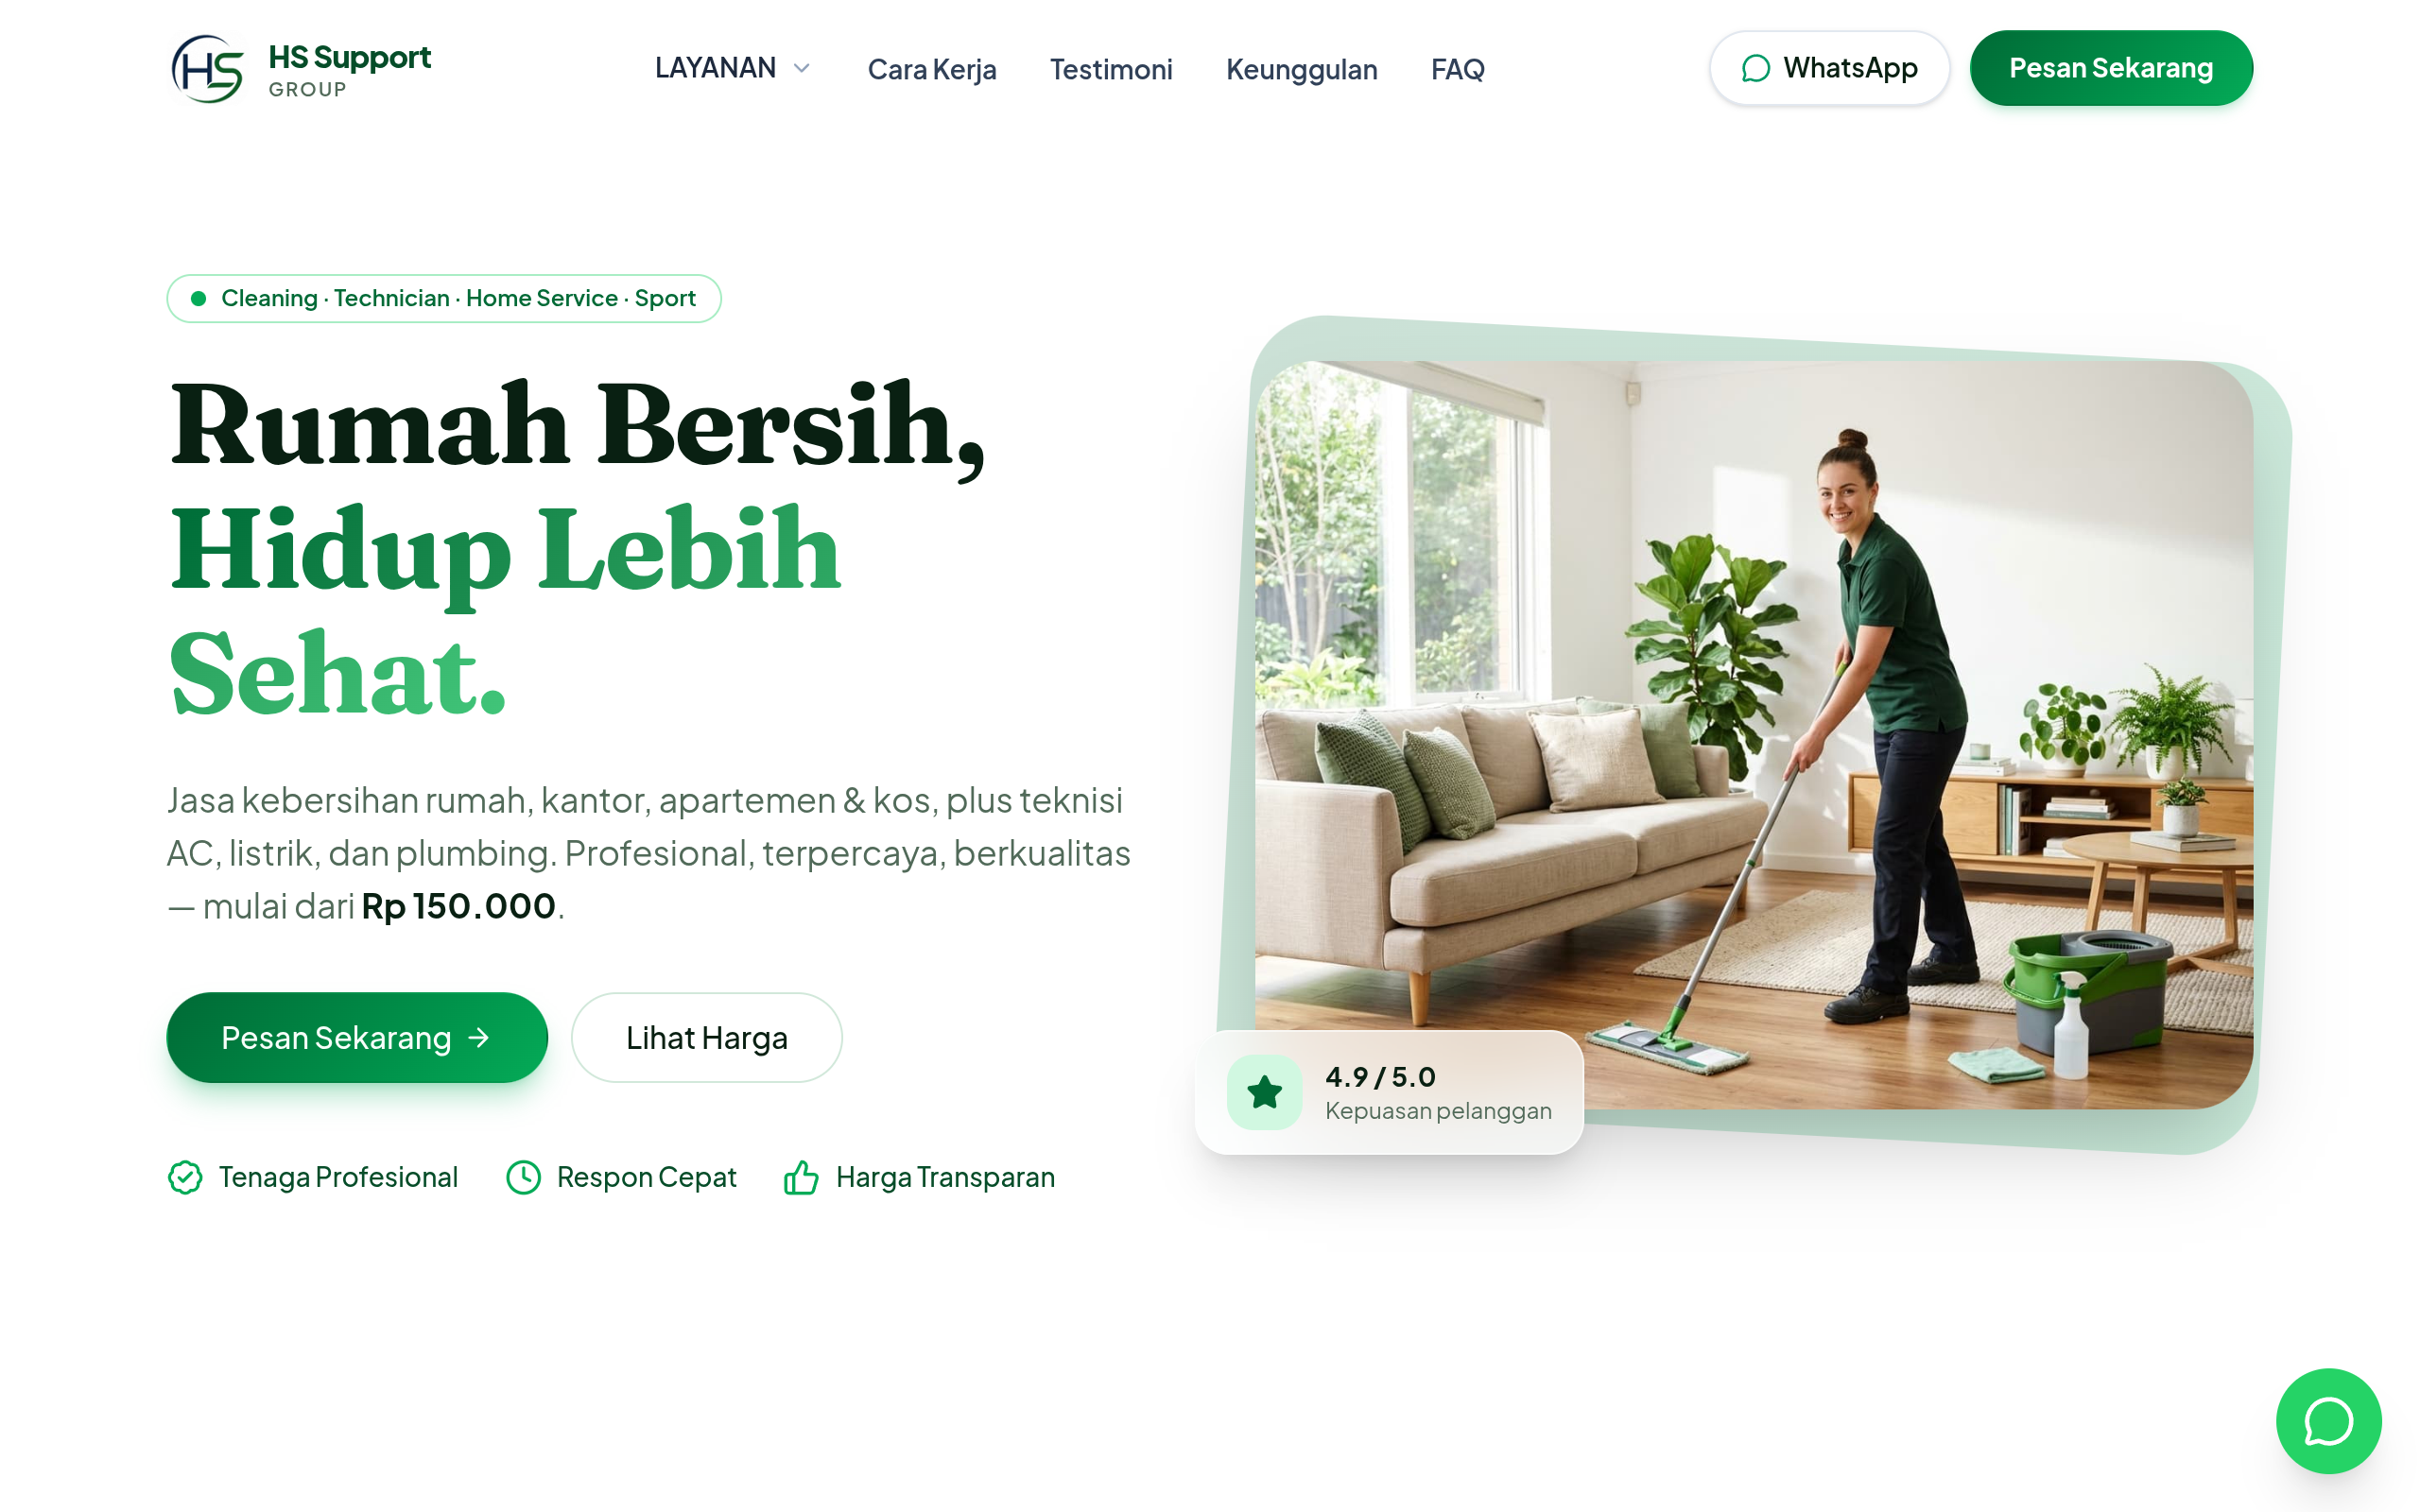 HS
HS Support
GROUP
LAYANAN
Cara Kerja
Testimoni
Keunggulan
FAQ
WhatsApp
Pesan Sekarang
Cleaning · Technician · Home Service · Sport
Rumah Bersih,
Hidup Lebih
Sehat.
Jasa kebersihan rumah, kantor, apartemen & kos, plus teknisi
AC, listrik, dan plumbing. Profesional, terpercaya, berkualitas
— mulai dari Rp 150.000.
Pesan Sekarang →
Lihat Harga
Tenaga Profesional
Respon Cepat
Harga Transparan
4.9 / 5.0
Kepuasan pelanggan